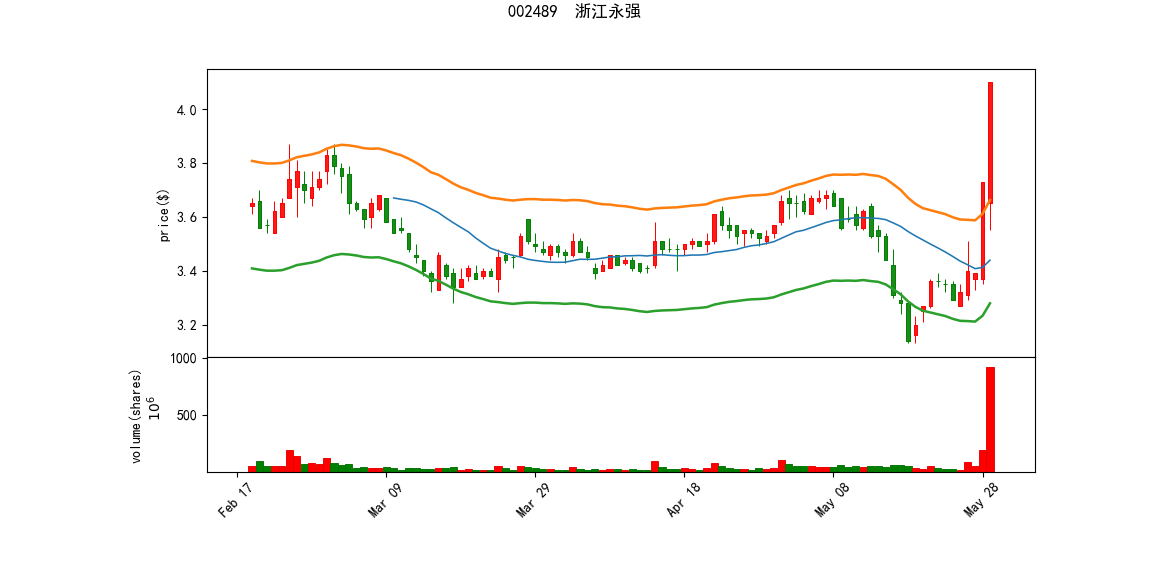 002489 浙江永强
price($)
4.0
3.8
3.6
3.4
3.2
volume(shares)
10^6
1000
500
Feb 17
Mar 09
Mar 29
Apr 18
May 08
May 28